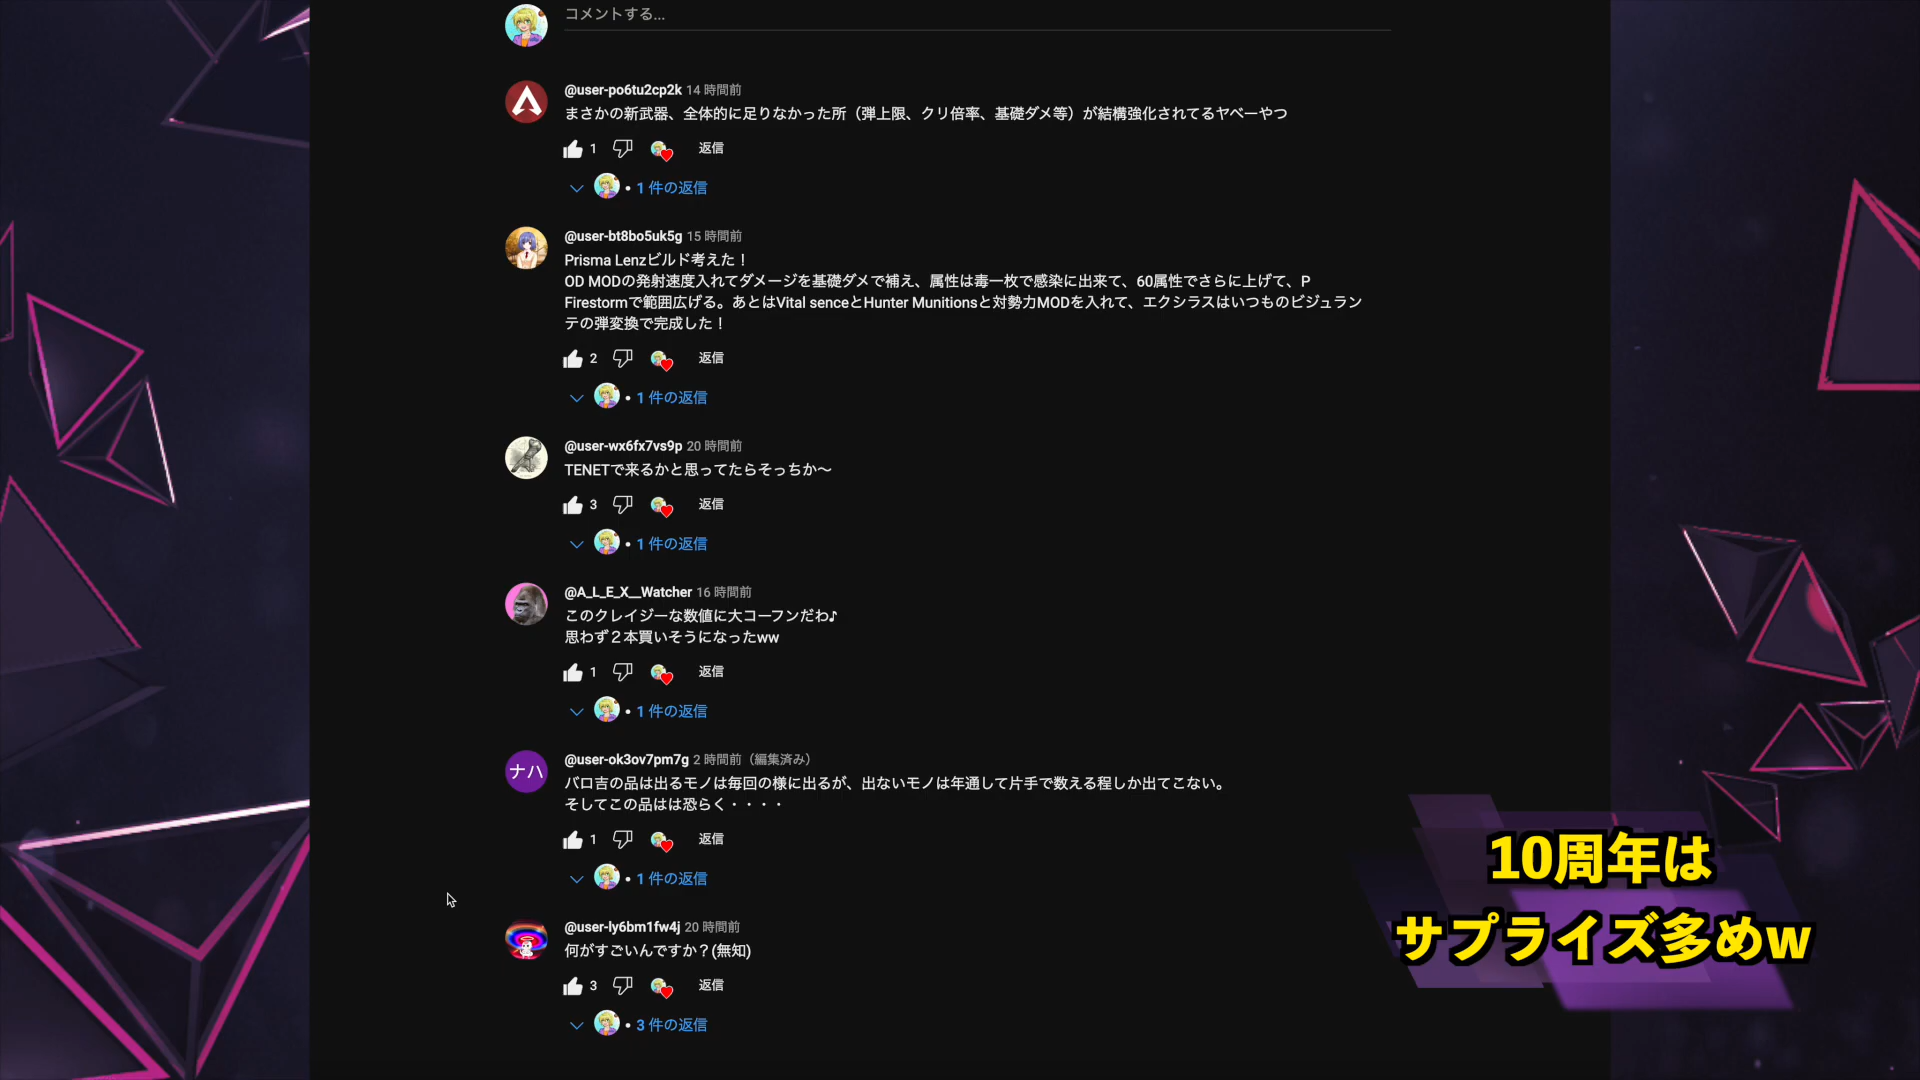 コメントする...
@user-po6tu2cp2k 14 時間前
まさかの新武器、全体的に足りなかった所（弾上限、クリ倍率、基礎ダメ等）が結構強化されてるヤベーやつ
1 返信
• 1 件の返信
@user-bt8bo5uk5g 15 時間前
Prisma Lenzビルド考えた！
OD MODの発射速度入れてダメージを基礎ダメで補え、属性は毒一枚で感染に出来て、60属性でさらに上げて、P
Firestormで範囲広げる。あとはVital senceとHunter Munitionsと対勢力MODを入れて、エクシラスはいつものビジュラン
テの弾変換で完成した！
2 返信
• 1 件の返信
@user-wx6fx7vs9p 20 時間前
TENETで来るかと思ってたらそっちか〜
3 返信
• 1 件の返信
@A_L_E_X__Watcher 16 時間前
このクレイジーな数値に大コーフンだわ♪
思わず２本買いそうになったww
1 返信
• 1 件の返信
ナハ
@user-ok3ov7pm7g 2 時間前（編集済み）
バロ吉の品は出るモノは毎回の様に出るが、出ないモノは年通して片手で数える程しか出てこない。
そしてこの品はは恐らく・・・・
1 返信
• 1 件の返信
@user-ly6bm1fw4j 20 時間前
何がすごいんですか？(無知)
3 返信
• 3 件の返信
10周年は
サプライズ多めw